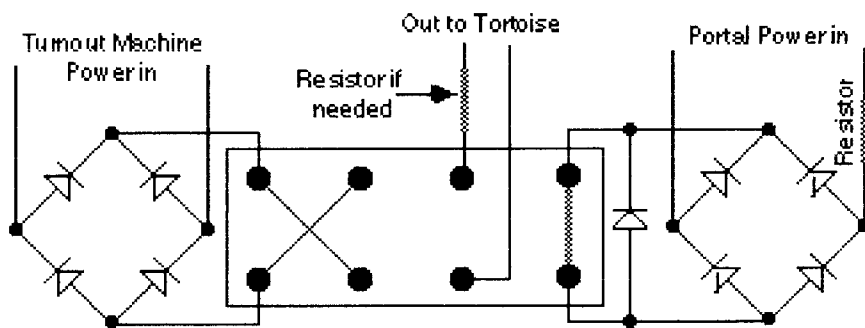 Turnout Machine
Power in
Out to Tortoise
Resistor if
needed
Portal Power in
Resistor